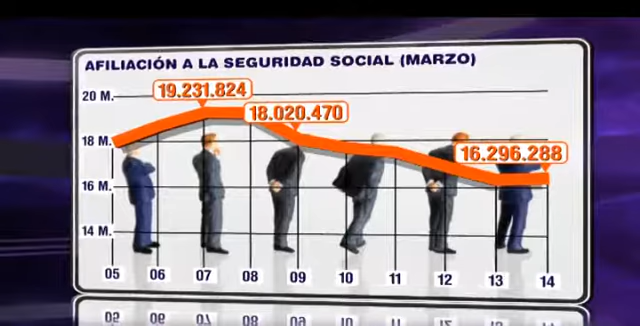 AFILIACIÓN A LA SEGURIDAD SOCIAL (MARZO)
20 M.
19.231.824
18.020.470
18 M.
16.296.288
16 M.
14 M.
05 06 07 08 09 10 11 12 13 14